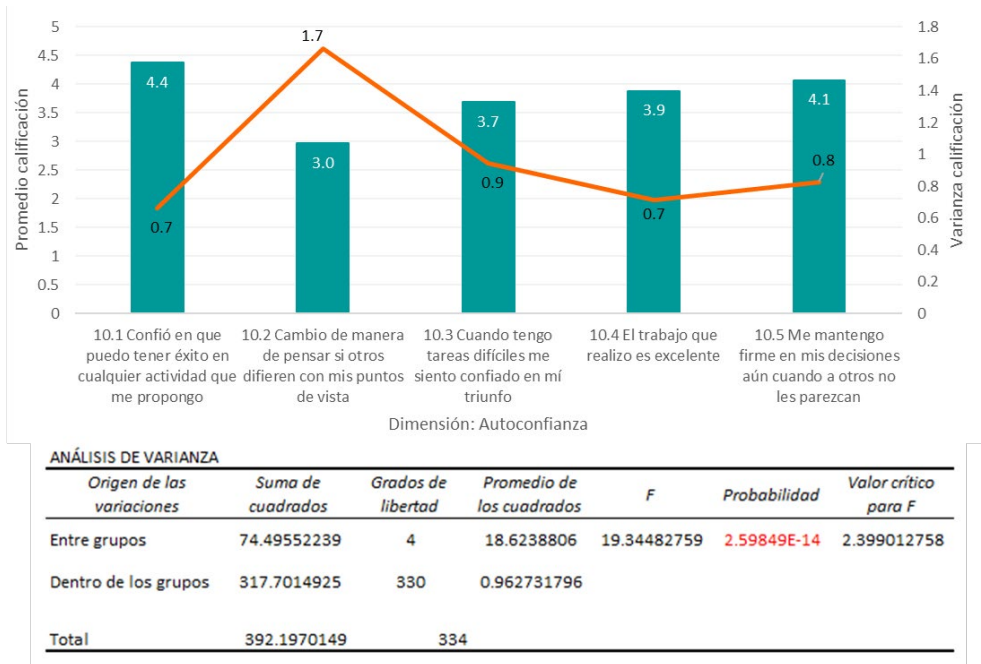 Promedio calificación
5
4.5
4
3.5
3
2.5
2
1.5
1
0.5
0
4.4
3.0
3.7
3.9
4.1
0.7
1.7
0.9
0.7
0.8
1.8
1.6
1.4
1.2
1
0.8
0.6
0.4
0.2
0
Varianza calificación
10.1 Confió en que
puedo tener éxito en
cualquier actividad que
me propongo
10.2 Cambio de manera
de pensar si otros
difieren con mis puntos
de vista
10.3 Cuando tengo
tareas difíciles me
siento confiado en mí
triunfo
10.4 El trabajo que
realizo es excelente
10.5 Me mantengo
firme en mis decisiones
aún cuando a otros no
les parezcan
Dimensión: Autoconfianza
ANÁLISIS DE VARIANZA
Origen de las variaciones Suma de cuadrados Grados de libertad Promedio de los cuadrados F Probabilidad Valor crítico para F
Entre grupos 74.49552239 4 18.6238806 19.34482759 2.59849E-14 2.399012758
Dentro de los grupos 317.7014925 330 0.962731796
Total 392.1970149 334